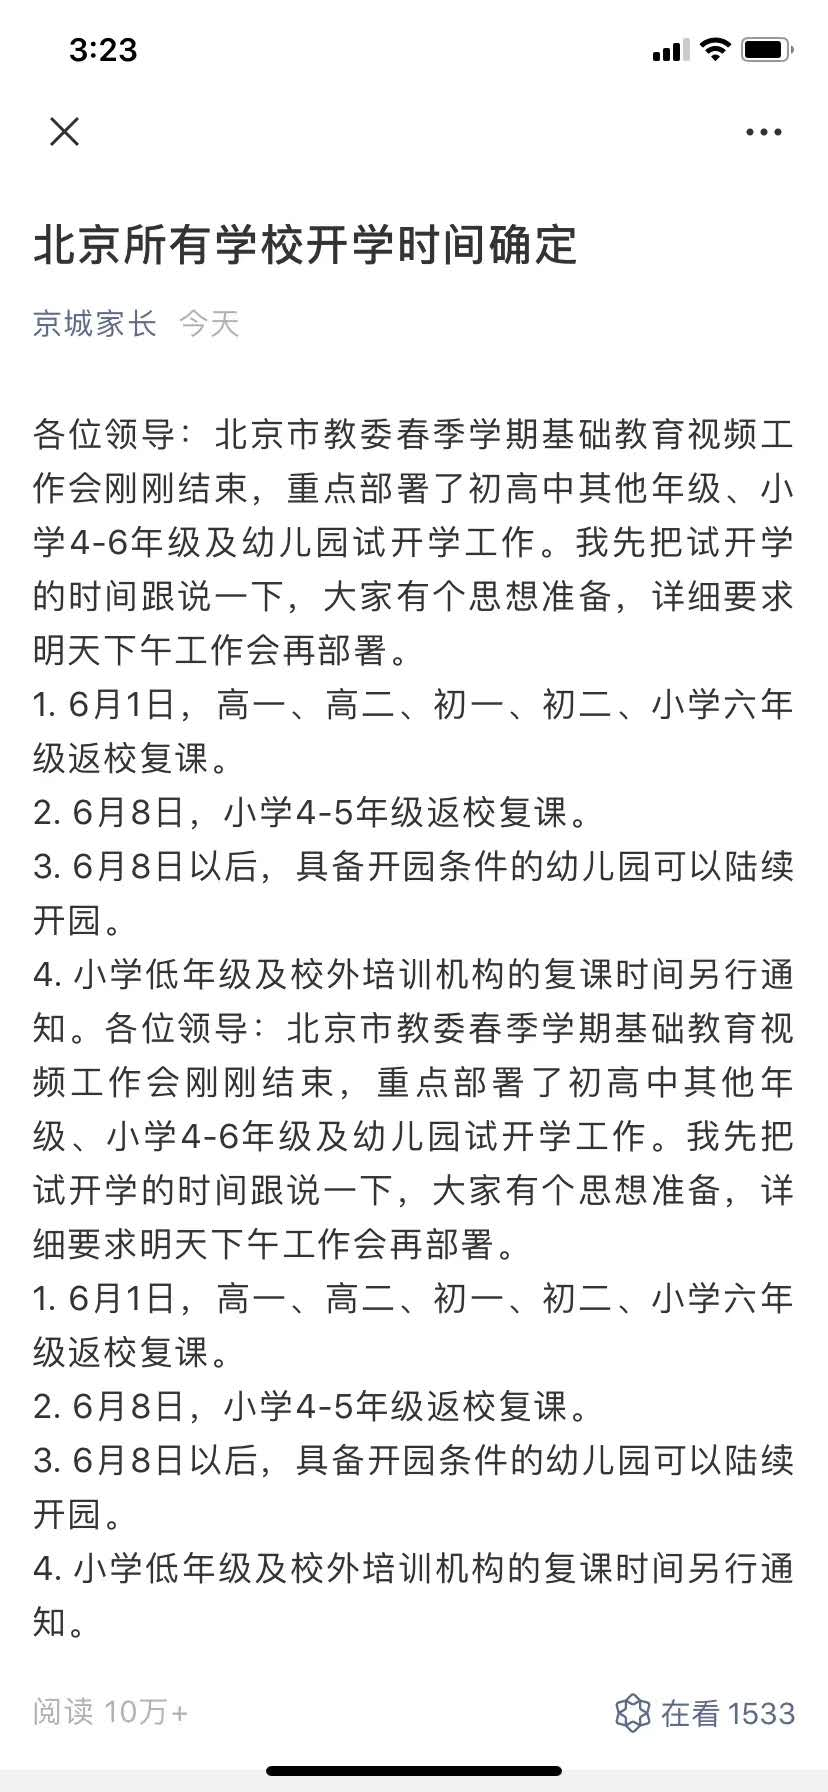 3:23
北京所有学校开学时间确定
京城家长 今天
各位领导：北京市教委春季学期基础教育视频工
作会刚刚结束，重点部署了初高中其他年级、小
学4-6年级及幼儿园试开学工作。我先把试开学
的时间跟说一下，大家有个思想准备，详细要求
明天下午工作会再部署。
1. 6月1日，高一、高二、初一、初二、小学六年
级返校复课。
2. 6月8日，小学4-5年级返校复课。
3. 6月8日以后，具备开园条件的幼儿园可以陆续
开园。
4. 小学低年级及校外培训机构的复课时间另行通
知。各位领导：北京市教委春季学期基础教育视
频工作会刚刚结束，重点部署了初高中其他年
级、小学4-6年级及幼儿园试开学工作。我先把
试开学的时间跟说一下，大家有个思想准备，详
细要求明天下午工作会再部署。
1. 6月1日，高一、高二、初一、初二、小学六年
级返校复课。
2. 6月8日，小学4-5年级返校复课。
3. 6月8日以后，具备开园条件的幼儿园可以陆续
开园。
4. 小学低年级及校外培训机构的复课时间另行通
知。
阅读 10万+ 在看 1533